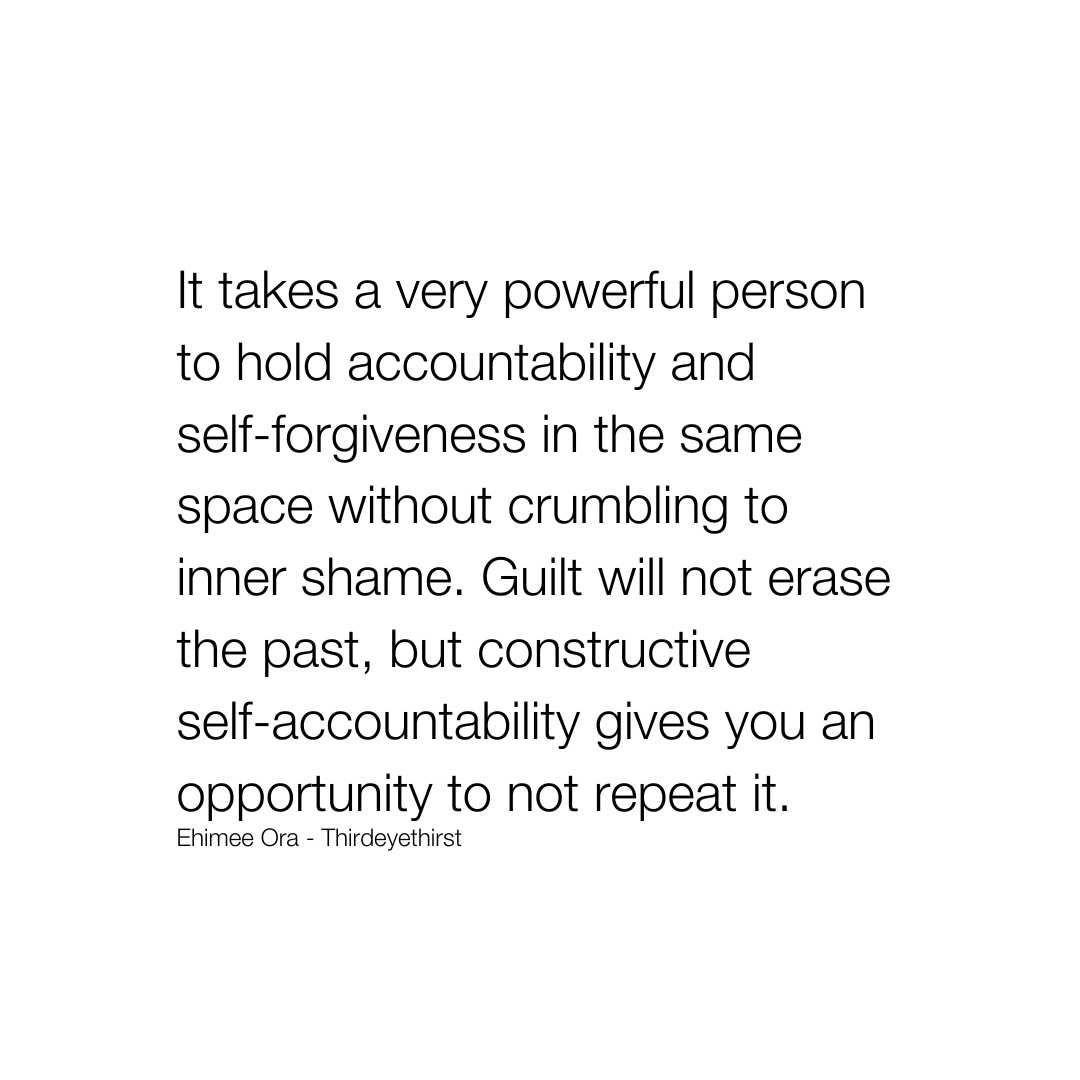 It takes a very powerful person
to hold accountability and
self-forgiveness in the same
space without crumbling to
inner shame. Guilt will not erase
the past, but constructive
self-accountability gives you an
opportunity to not repeat it.
Ehimee Ora - Thirdeyethirst